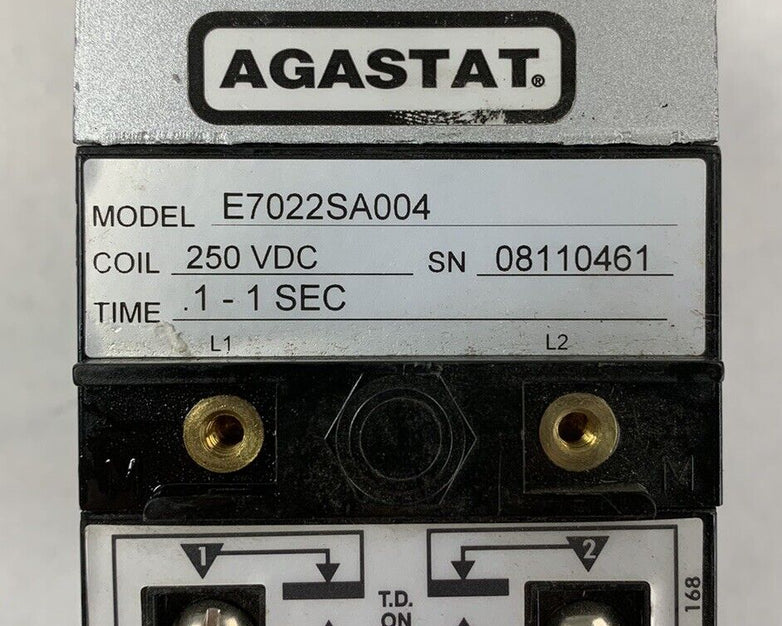 AGASTAT®
MODEL E7022SA004
COIL 250 VDC SN 08110461
TIME .1 - 1 SEC
L1 L2
M
1 2
T.D.
ON
168